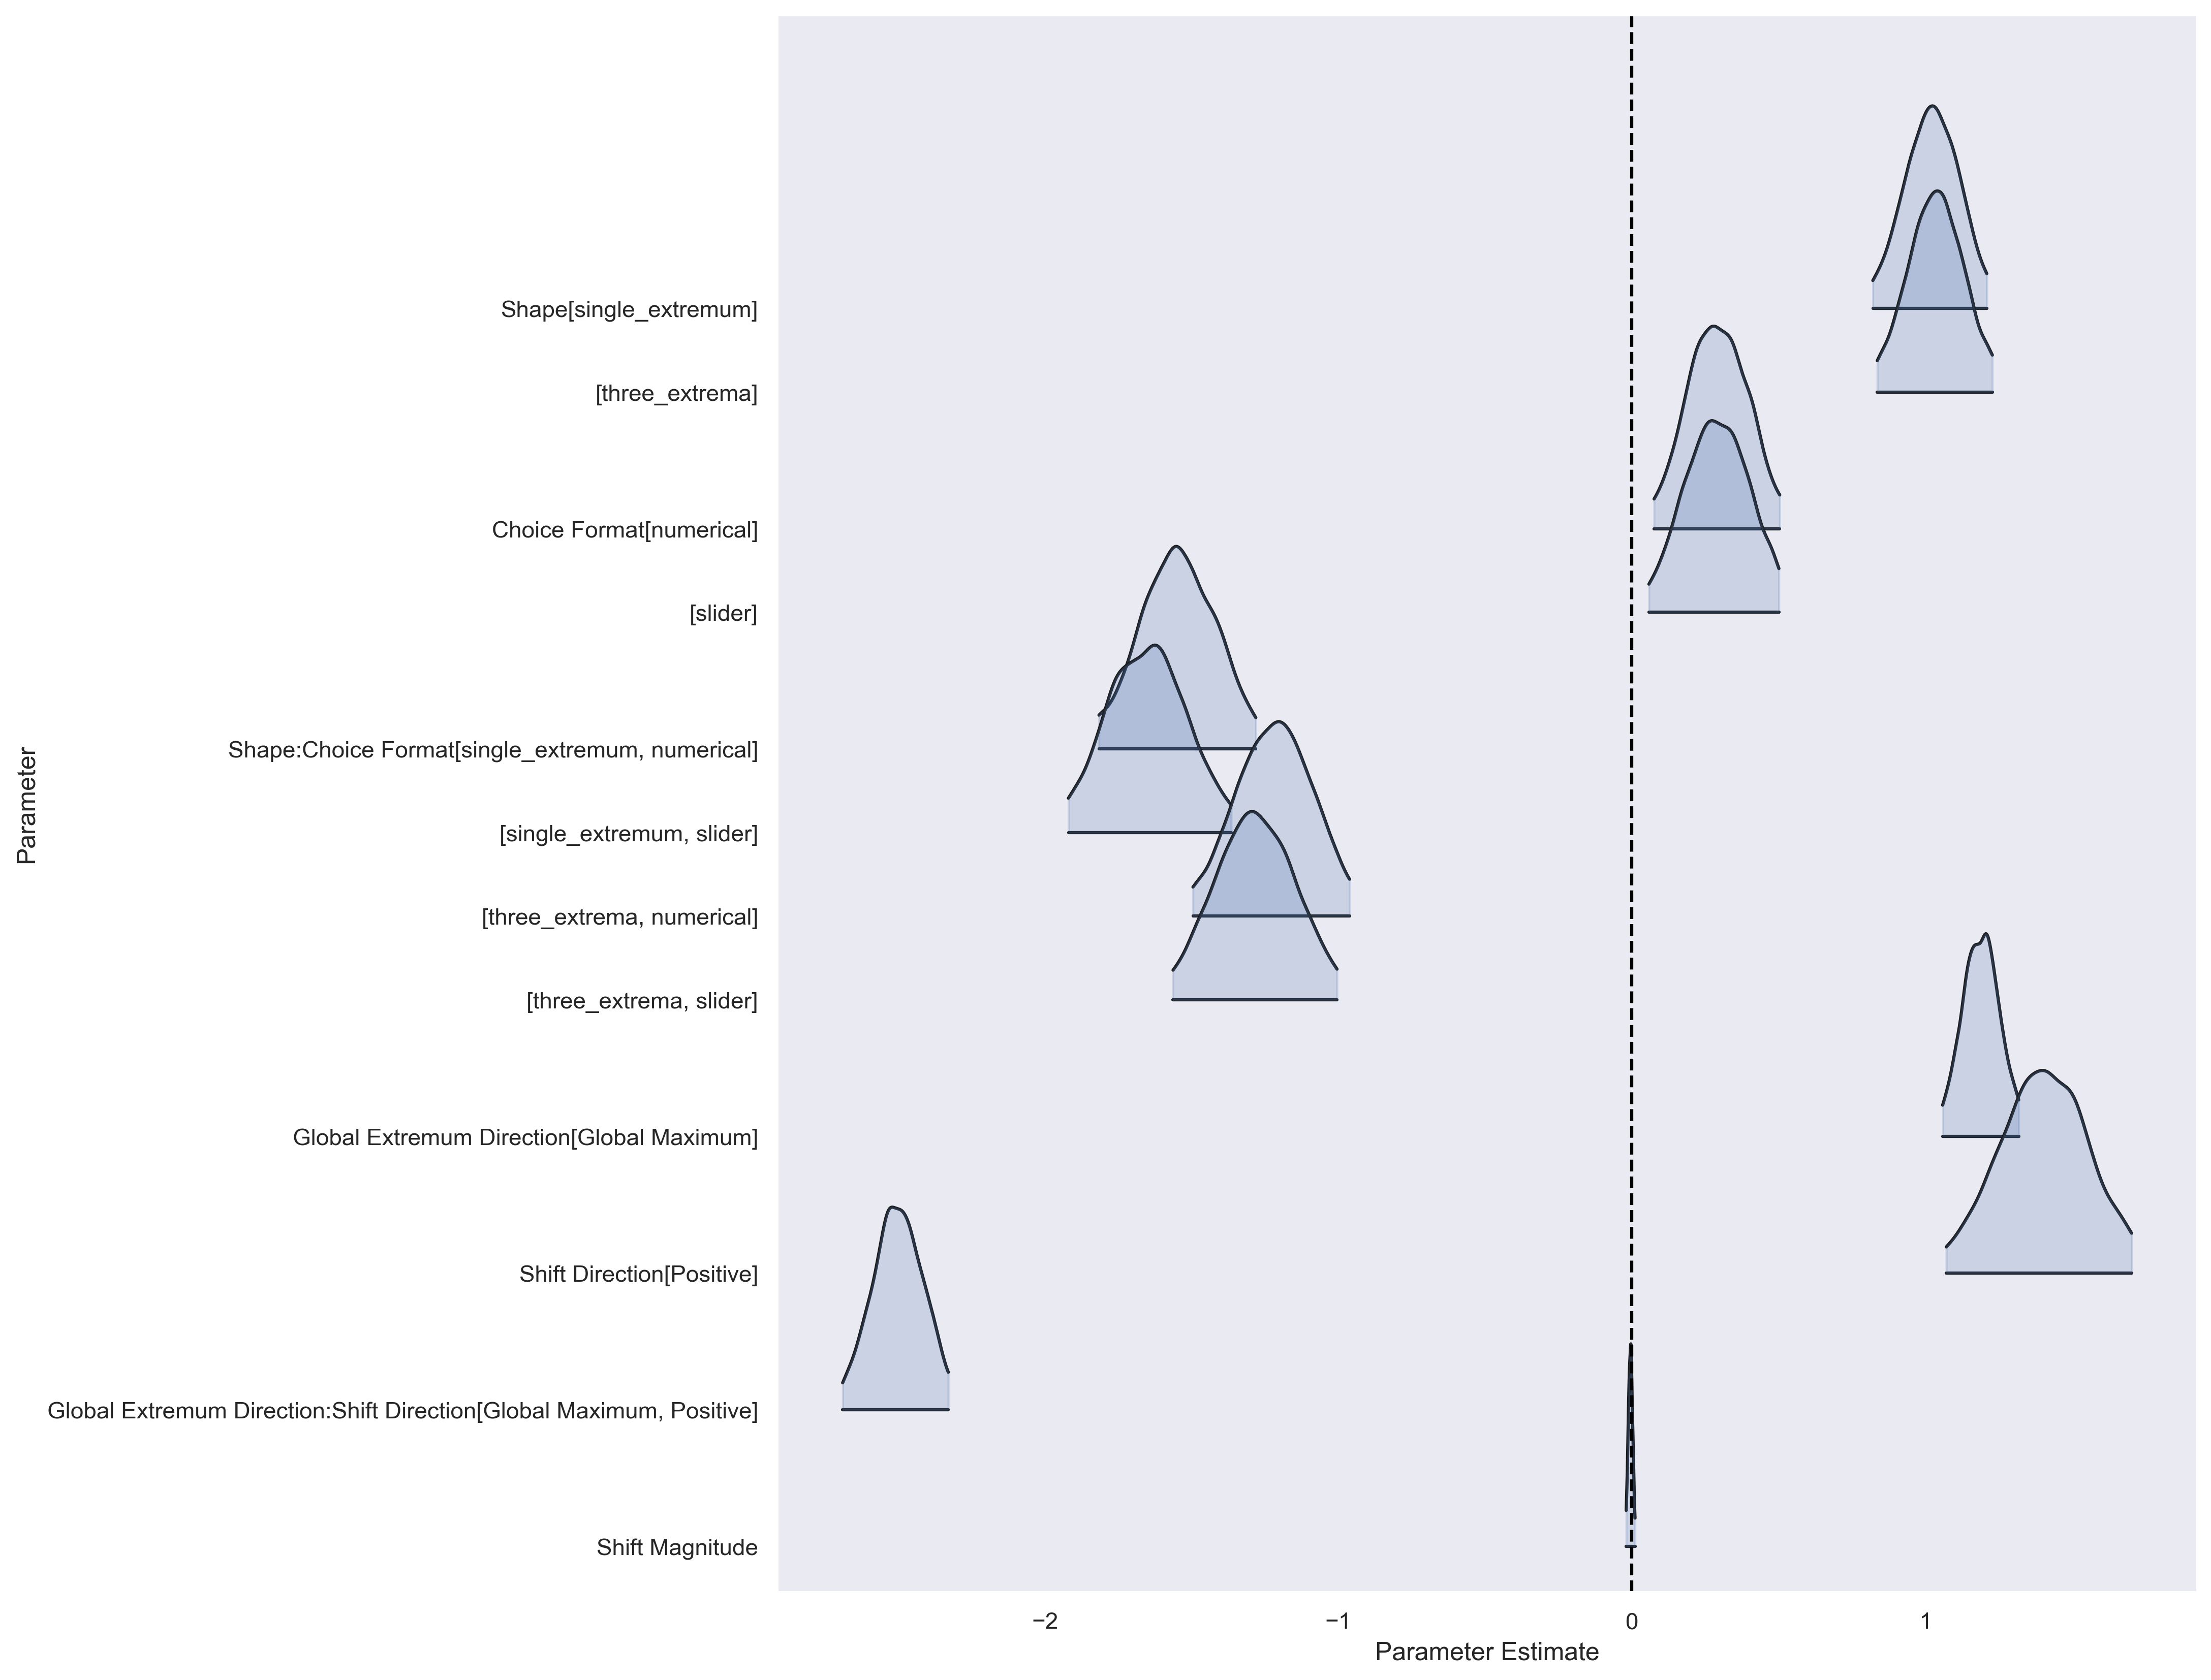 Shape[single_extremum]
[three_extrema]
Choice Format[numerical]
[slider]
Shape:Choice Format[single_extremum, numerical]
[single_extremum, slider]
[three_extrema, numerical]
[three_extrema, slider]
Global Extremum Direction[Global Maximum]
Shift Direction[Positive]
Global Extremum Direction:Shift Direction[Global Maximum, Positive]
Shift Magnitude
Parameter
−2 −1 0 1
Parameter Estimate